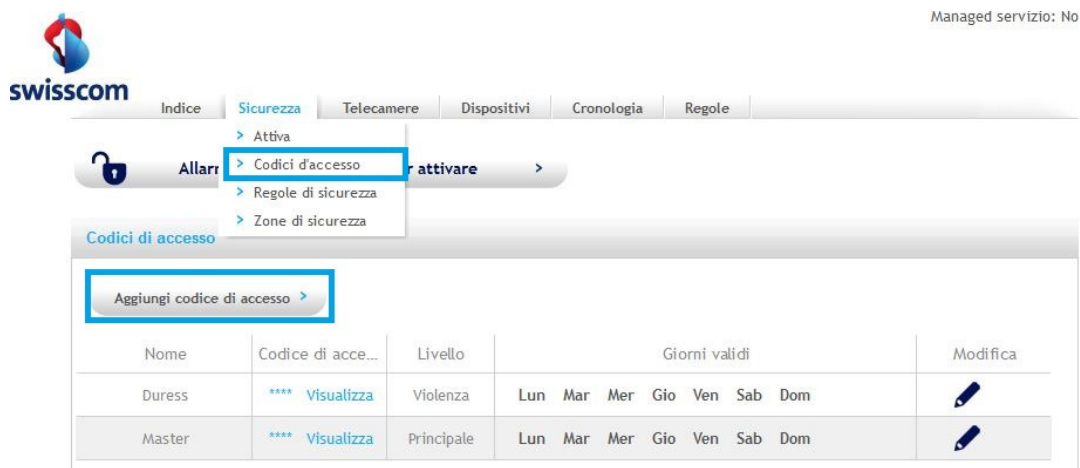 Managed servizio: No
swisscom
Indice Sicurezza Telecamere Dispositivi Cronologia Regole
> Attiva
> Codici d'accesso
> Regole di sicurezza
> Zone di sicurezza
attivare >
Codici di accesso
Aggiungi codice di accesso >
Nome Codice di acce... Livello Giorni validi Modifica
Duress **** Visualizza Violenza Lun Mar Mer Gio Ven Sab Dom
Master **** Visualizza Principale Lun Mar Mer Gio Ven Sab Dom